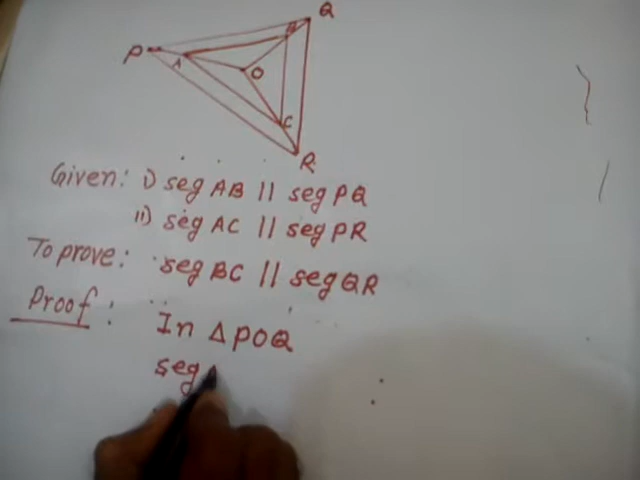 Q
P
A
B
O
C
R
Given: i) seg AB || seg PQ
ii) seg AC || seg PR
To prove: seg BC || seg QR
Proof: In △POQ
seg